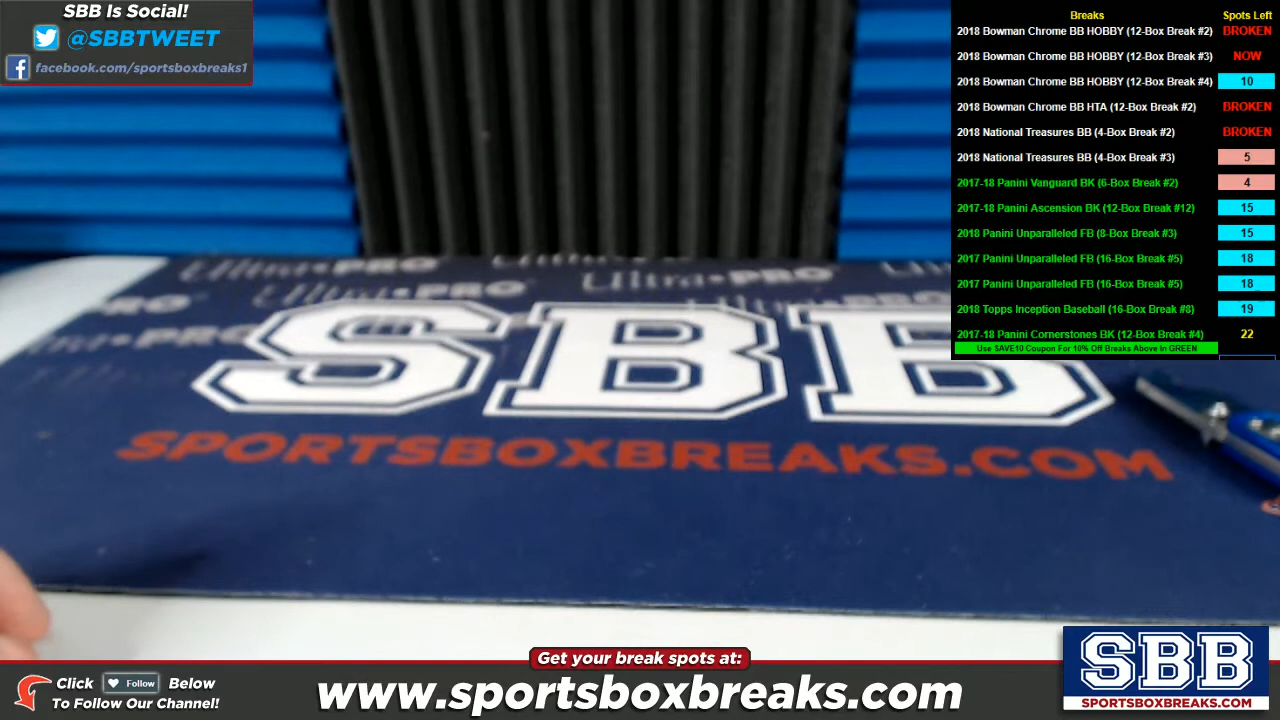 SBB Is Social!
@SBBTWEET
facebook.com/sportsboxbreaks1
Breaks Spots Left
2018 Bowman Chrome BB HOBBY (12-Box Break #2) BROKEN
2018 Bowman Chrome BB HOBBY (12-Box Break #3) NOW
2018 Bowman Chrome BB HOBBY (12-Box Break #4) 10
2018 Bowman Chrome BB HTA (12-Box Break #2) BROKEN
2018 National Treasures BB (4-Box Break #2) BROKEN
2018 National Treasures BB (4-Box Break #3) 5
2017-18 Panini Vanguard BK (6-Box Break #2) 4
2017-18 Panini Ascension BK (12-Box Break #12) 15
2018 Panini Unparalleled FB (8-Box Break #3) 15
2017 Panini Unparalleled FB (16-Box Break #5) 18
2017 Panini Unparalleled FB (16-Box Break #5) 18
2018 Topps Inception Baseball (16-Box Break #8) 19
2017-18 Panini Cornerstones BK (12-Box Break #4) 22
Use SAVE10 Coupon For 10% Off Breaks Above In GREEN
Ultra•PRO
Ultra•PRO
SBB
SPORTSBOXBREAKS.COM
Get your break spots at:
www.sportsboxbreaks.com
Click Follow Below
To Follow Our Channel!
SBB
SPORTSBOXBREAKS.COM